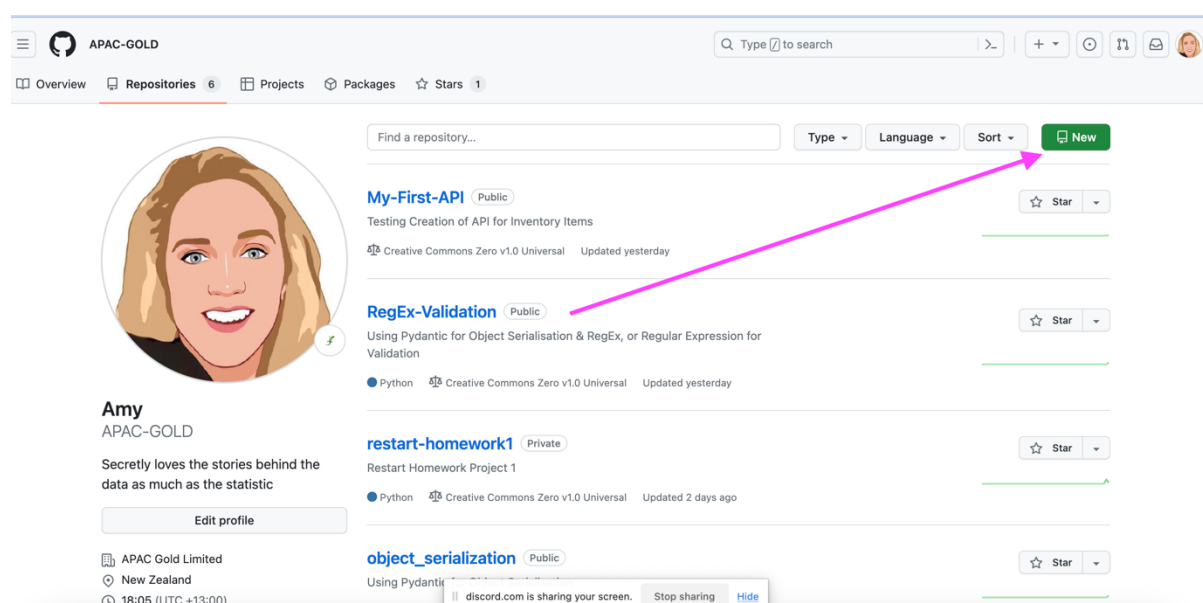 APAC-GOLD
Type / to search
Overview
Repositories 6
Projects
Packages
Stars 1
Find a repository...
Type
Language
Sort
New
My-First-API Public
Star
Testing Creation of API for Inventory Items
Creative Commons Zero v1.0 Universal Updated yesterday
RegEx-Validation Public
Star
Using Pydantic for Object Serialisation & RegEx, or Regular Expression for
Validation
Python Creative Commons Zero v1.0 Universal Updated yesterday
Amy
APAC-GOLD
Secretly loves the stories behind the
data as much as the statistic
Edit profile
APAC Gold Limited
New Zealand
18:05 (UTC +13:00)
restart-homework1 Private
Star
Restart Homework Project 1
Python Creative Commons Zero v1.0 Universal Updated 2 days ago
object_serialization Public
Star
Using Pydantic
discord.com is sharing your screen. Stop sharing Hide